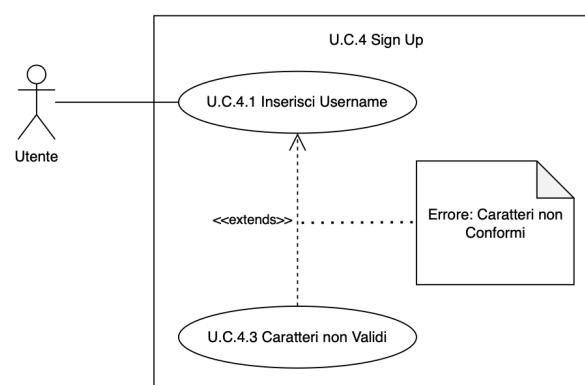 U.C.4 Sign Up
U.C.4.1 Inserisci Username
Utente
<<extends>>
Errore: Caratteri non
Conformi
U.C.4.3 Caratteri non Validi